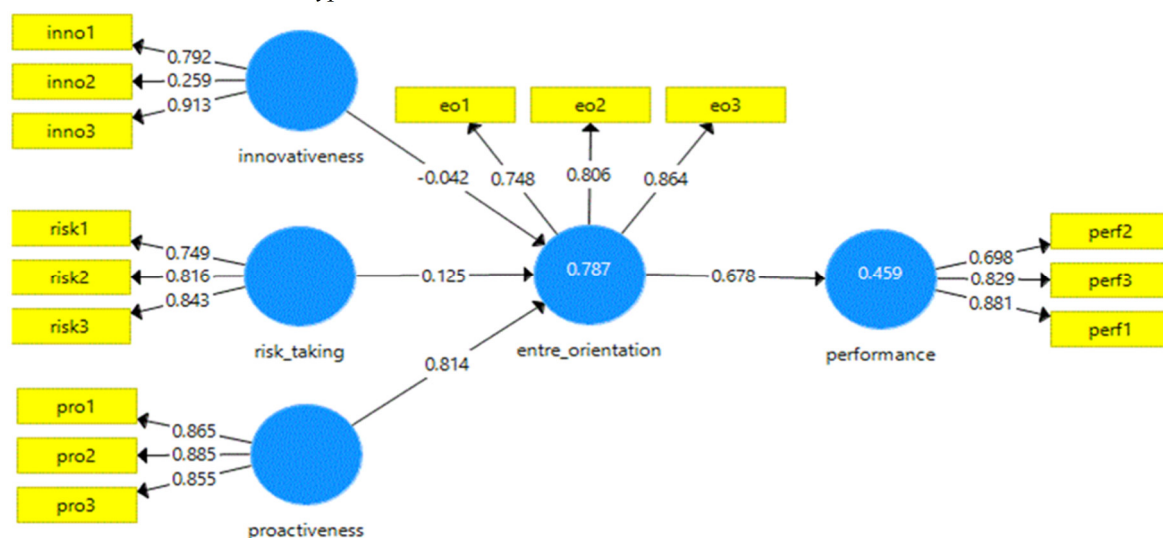 inno1
inno2
inno3
0.792
0.259
0.913
innovativeness
eo1
eo2
eo3
-0.042
0.748
0.806
0.864
risk1
risk2
risk3
0.749
0.816
0.843
risk_taking
0.125
0.787
entre_orientation
0.678
0.459
performance
0.698
0.829
0.881
perf2
perf3
perf1
0.814
pro1
pro2
pro3
0.865
0.885
0.855
proactiveness